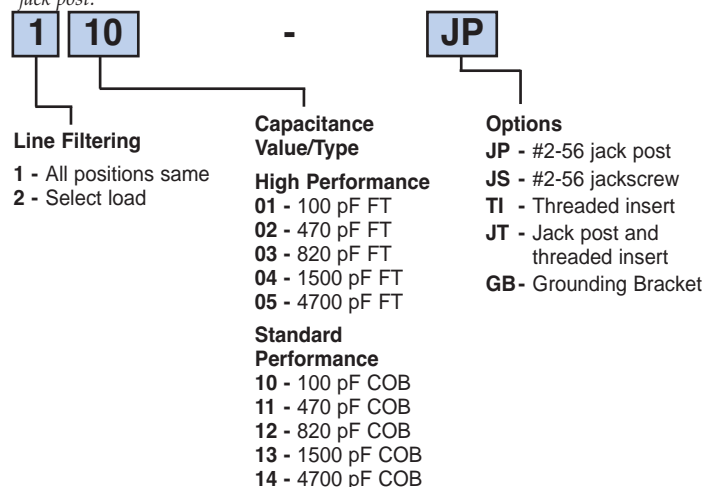 jack post.
1 10 - JP
Line Filtering
1 - All positions same
2 - Select load
Capacitance
Value/Type
High Performance
01 - 100 pF FT
02 - 470 pF FT
03 - 820 pF FT
04 - 1500 pF FT
05 - 4700 pF FT
Standard
Performance
10 - 100 pF COB
11 - 470 pF COB
12 - 820 pF COB
13 - 1500 pF COB
14 - 4700 pF COB
Options
JP - #2-56 jack post
JS - #2-56 jackscrew
TI - Threaded insert
JT - Jack post and
threaded insert
GB - Grounding Bracket